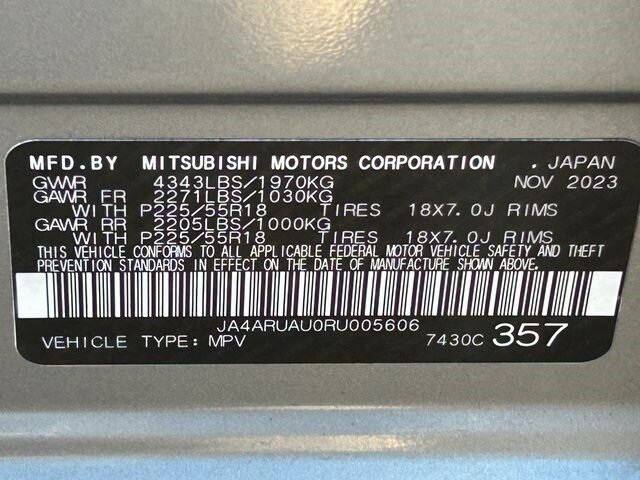 MFD.BY MITSUBISHI MOTORS CORPORATION . JAPAN
GVWR 4343LBS/1970KG NOV 2023
GAWR FR 2271LBS/1030KG
WITH P225/55R18 TIRES 18X7.0J RIMS
GAWR RR 2205LBS/1000KG
WITH P225/55R18 TIRES 18X7.0J RIMS
THIS VEHICLE CONFORMS TO ALL APPLICABLE FEDERAL MOTOR VEHICLE SAFETY AND THEFT
PREVENTION STANDARDS IN EFFECT ON THE DATE OF MANUFACTURE SHOWN ABOVE.
JA4ARUAU0RU005606
VEHICLE TYPE: MPV 7430C 357